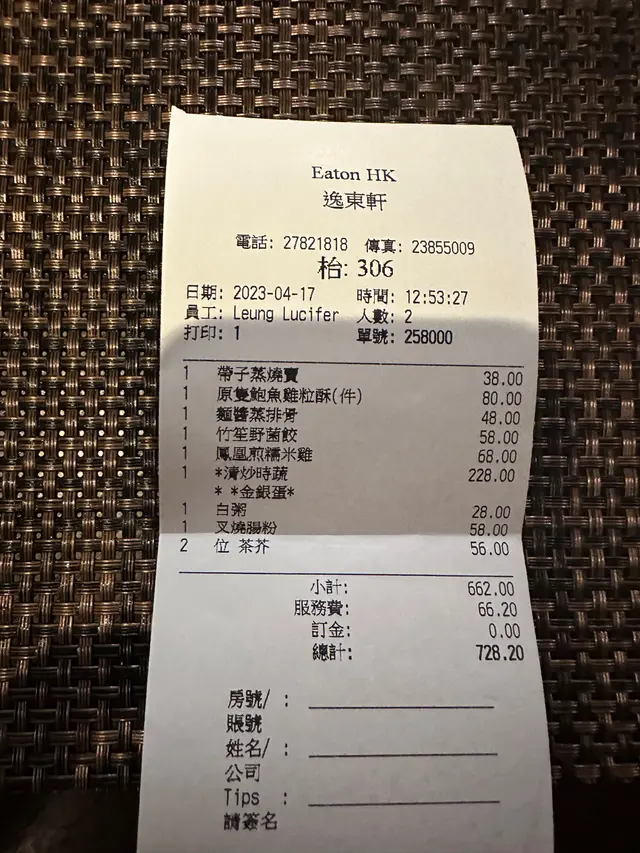 Eaton HK
逸東軒
電話: 27821818 傳真: 23855009
枱: 306
日期: 2023-04-17 時間: 12:53:27
員工: Leung Lucifer 人數: 2
打印: 1 單號: 258000
1 帶子蒸燒賣 38.00
1 原隻鮑魚雞粒酥(件) 80.00
1 麵醬蒸排骨 48.00
1 竹笙野菌餃 58.00
1 鳳凰煎糯米雞 68.00
1 *清炒時蔬 228.00
* *金銀蛋*
1 白粥 28.00
1 叉燒腸粉 58.00
2 位 茶芥 56.00
小計: 662.00
服務費: 66.20
訂金: 0.00
總計: 728.20
房號/ :
賬號
姓名/ :
公司
Tips :
請簽名